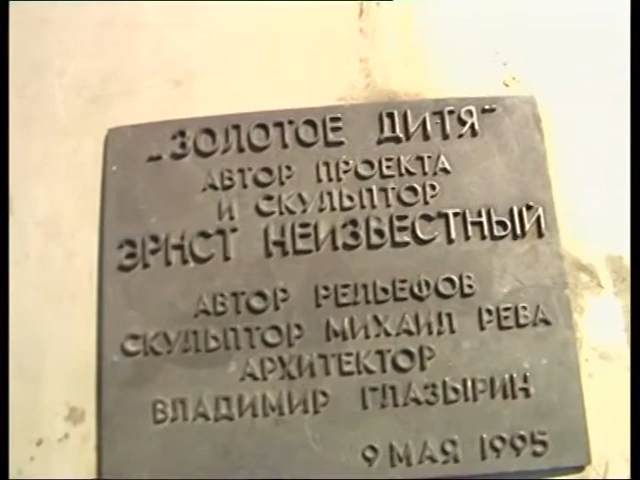 „ЗОЛОТОЕ ДИТЯ“
АВТОР ПРОЕКТА
И СКУЛЬПТОР
ЭРНСТ НЕИЗВЕСТНЫЙ
АВТОР РЕЛЬЕФОВ
СКУЛЬПТОР МИХАИЛ РЕВА
АРХИТЕКТОР
ВЛАДИМИР ГЛАЗЫРИН
9 МАЯ 1995